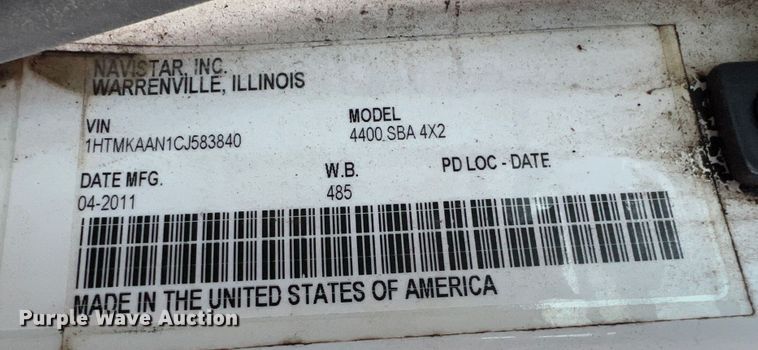 NAVISTAR, INC.
WARRENVILLE, ILLINOIS
VIN MODEL
1HTMKAAN1CJ583840 4400 SBA 4X2
DATE MFG. W.B. PD LOC - DATE
04-2011 485
MADE IN THE UNITED STATES OF AMERICA
Purple Wave Auction